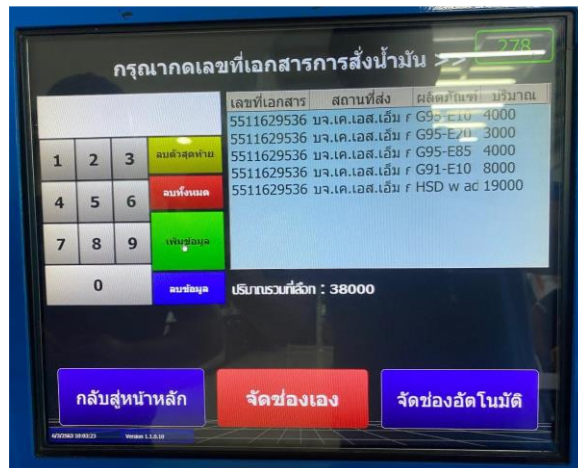 278
กรุณากดเลขที่เอกสารการสั่งน้ำมัน >>
เลขที่เอกสาร สถานที่ส่ง ผลิตภัณฑ์ ปริมาณ
5511629536 บจ.เค.เอส.เอ็ม G95-E10 4000
5511629536 บจ.เค.เอส.เอ็ม G95-E20 3000
5511629536 บจ.เค.เอส.เอ็ม G95-E85 4000
5511629536 บจ.เค.เอส.เอ็ม G91-E10 8000
5511629536 บจ.เค.เอส.เอ็ม HSD w ad 19000
1 2 3 ลบตัวสุดท้าย
4 5 6 ลบทั้งหมด
7 8 9 เพิ่มข้อมูล
0 ลบข้อมูล
ปริมาณรวมที่เลือก : 38000
กลับสู่หน้าหลัก จัดช่องเอง จัดช่องอัตโนมัติ
Version 1.1.0.10